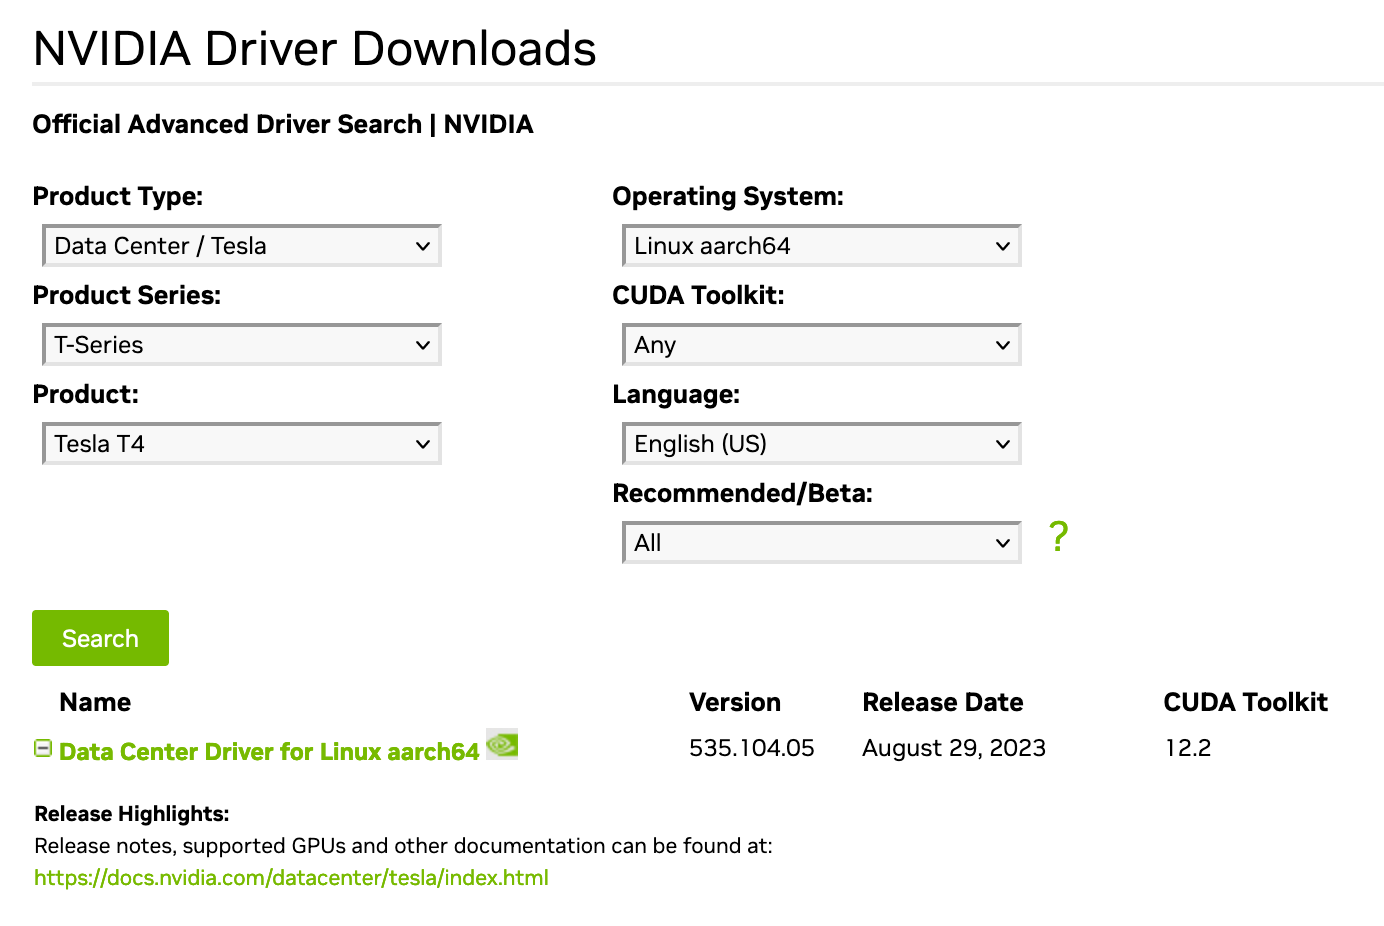 NVIDIA Driver Downloads
Official Advanced Driver Search | NVIDIA
Product Type:
Data Center / Tesla
Product Series:
T-Series
Product:
Tesla T4
Operating System:
Linux aarch64
CUDA Toolkit:
Any
Language:
English (US)
Recommended/Beta:
All
?
Search
Name Version Release Date CUDA Toolkit
Data Center Driver for Linux aarch64 535.104.05 August 29, 2023 12.2
Release Highlights:
Release notes, supported GPUs and other documentation can be found at:
https://docs.nvidia.com/datacenter/tesla/index.html